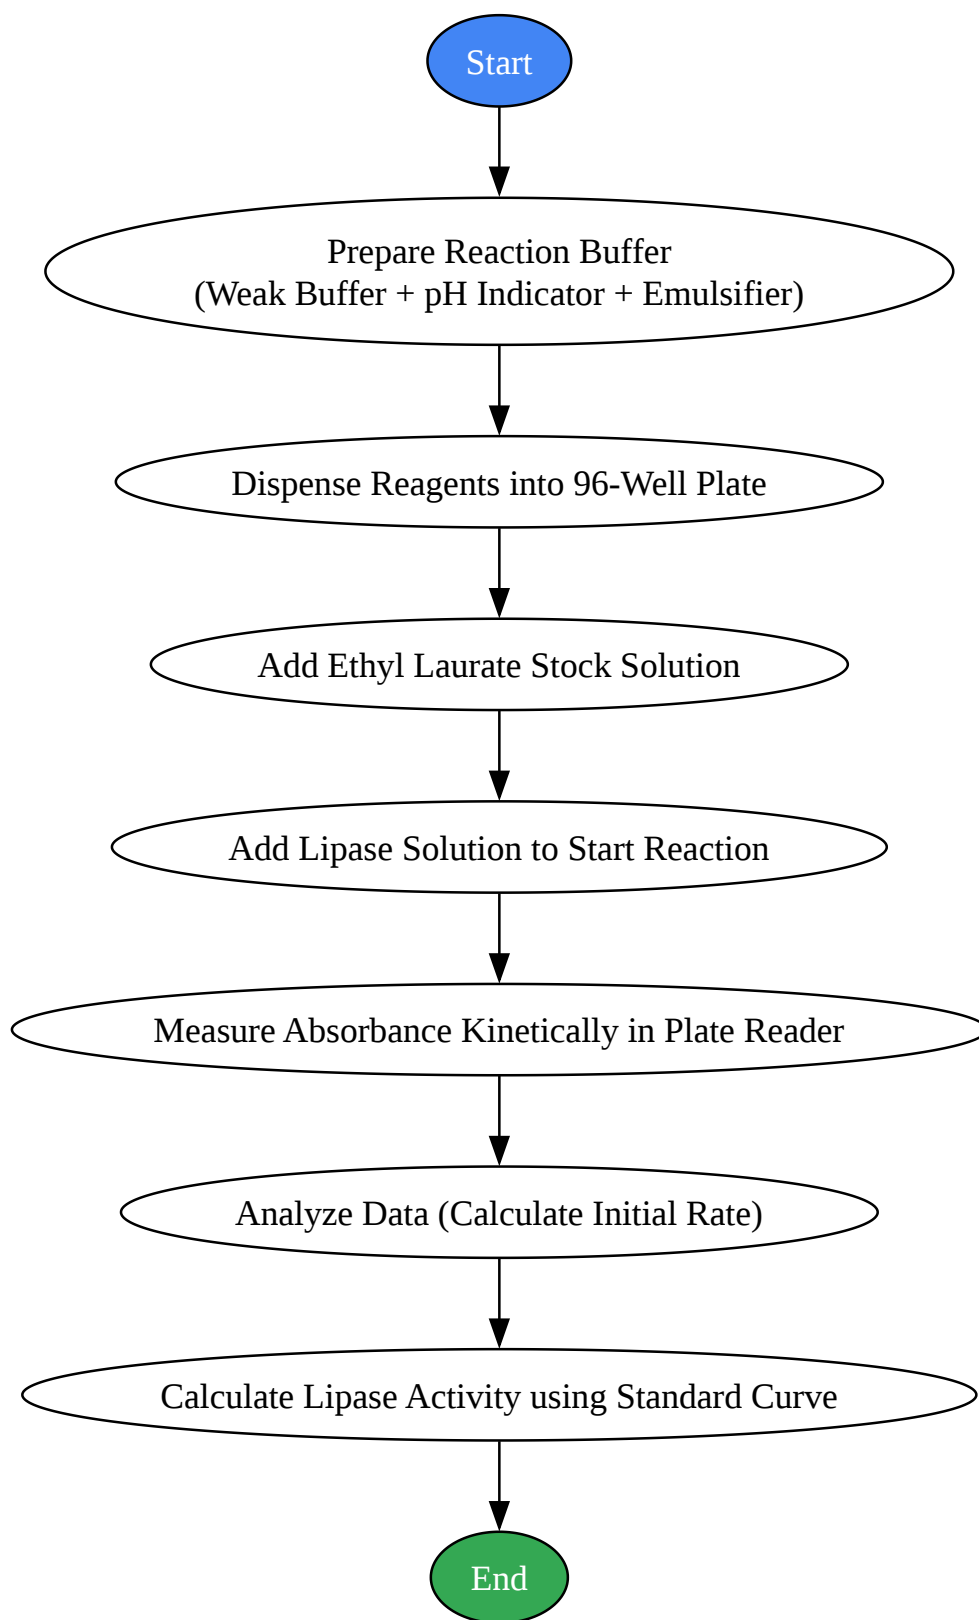 Start
Prepare Reaction Buffer
(Weak Buffer + pH Indicator + Emulsifier)
Dispense Reagents into 96-Well Plate
Add Ethyl Laurate Stock Solution
Add Lipase Solution to Start Reaction
Measure Absorbance Kinetically in Plate Reader
Analyze Data (Calculate Initial Rate)
Calculate Lipase Activity using Standard Curve
End